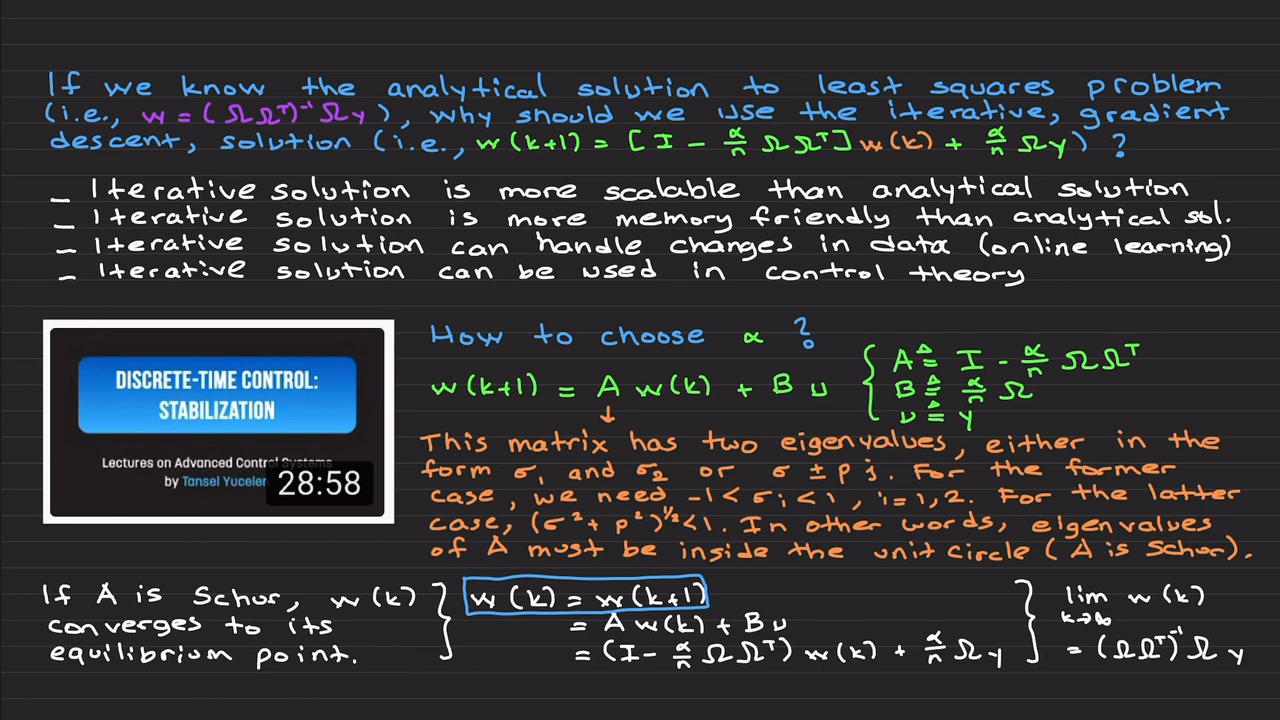 If we know the analytical solution to least squares problem
(i.e., w = (ΩΩᵀ)⁻¹Ωy), why should we use the iterative, gradient
descent, solution (i.e., w(k+1) = [I - α/n ΩΩᵀ] w(k) + α/n Ωy) ?
_ Iterative solution is more scalable than analytical solution
_ Iterative solution is more memory friendly than analytical sol.
_ Iterative solution can handle changes in data (online learning)
_ Iterative solution can be used in control theory
DISCRETE-TIME CONTROL:
STABILIZATION
Lectures on Advanced Control Systems
by Tansel Yucelen
28:58
How to choose α ?
w(k+1) = A w(k) + B υ
{ A ≜ I - α/n ΩΩᵀ
B ≜ α/n Ω
υ ≜ y
↓
This matrix has two eigenvalues, either in the
form σ₁ and σ₂ or σ ± ρj. For the former
case, we need -1 < σᵢ < 1, i=1,2. For the latter
case, (σ² + ρ²)^1/2 < 1. In other words, eigenvalues
of A must be inside the unit circle (A is Schur).
If A is Schur, w(k)
converges to its
equilibrium point.
} w(k) = w(k+1)
= A w(k) + B υ
= (I - α/n ΩΩᵀ) w(k) + α/n Ωy
} lim w(k)
k→∞
= (ΩΩᵀ)⁻¹Ωy